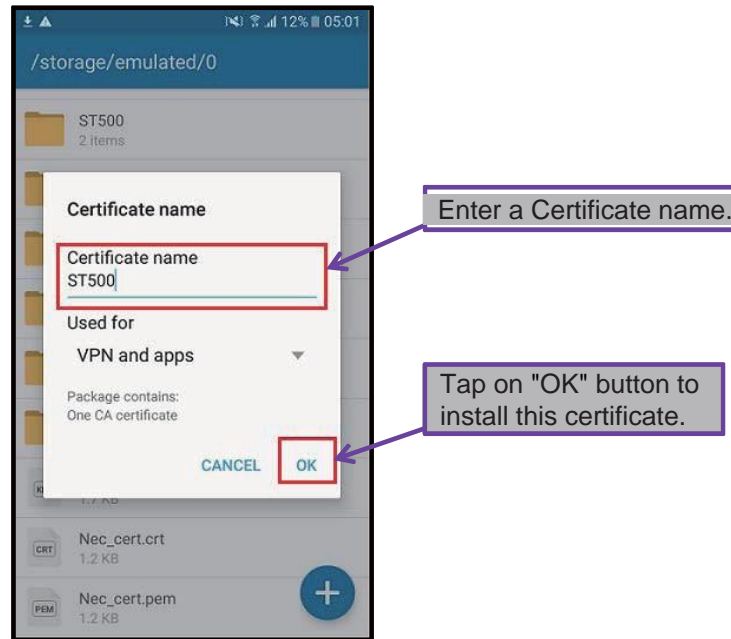 12% 05:01
/storage/emulated/0
ST500
2 items
Certificate name
Certificate name
ST500
Used for
VPN and apps
Package contains:
One CA certificate
CANCEL OK
1.7 KB
CRT
Nec_cert.crt
1.2 KB
PEM
Nec_cert.pem
1.2 KB
+
Enter a Certificate name.
Tap on "OK" button to
install this certificate.